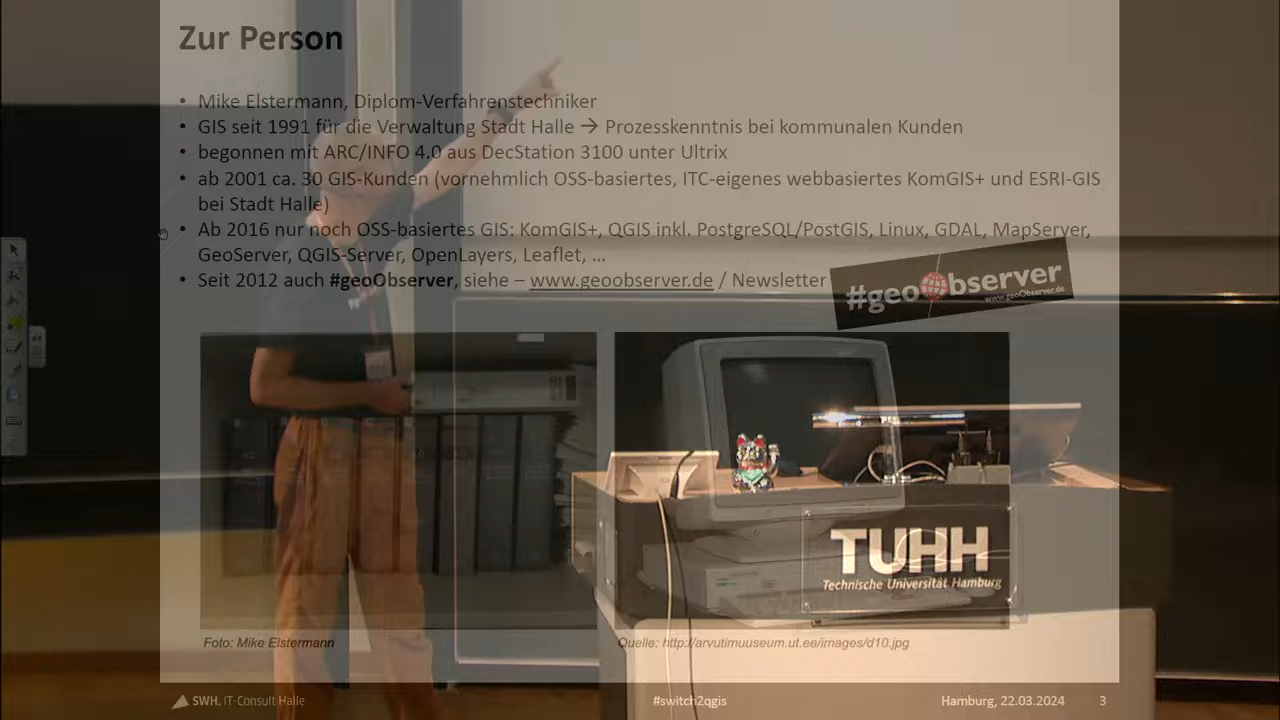 Zur Person
• Mike Elstermann, Diplom-Verfahrenstechniker
• GIS seit 1991 für die Verwaltung Stadt Halle → Prozesskenntnis bei kommunalen Kunden
• begonnen mit ARC/INFO 4.0 aus DecStation 3100 unter Ultrix
• ab 2001 ca. 30 GIS-Kunden (vornehmlich OSS-basiertes, ITC-eigenes webbasiertes KomGIS+ und ESRI-GIS
bei Stadt Halle)
• Ab 2016 nur noch OSS-basiertes GIS: KomGIS+, QGIS inkl. PostgreSQL/PostGIS, Linux, GDAL, MapServer,
GeoServer, QGIS-Server, OpenLayers, Leaflet, ...
• Seit 2012 auch #geoObserver, siehe – www.geoobserver.de / Newsletter
#geoObserver
www.geoObserver.de
TUHH
Technische Universität Hamburg
Foto: Mike Elstermann
Quelle: http://arvutimuuseum.ut.ee/images/d10.jpg
SWH. IT-Consult Halle
#switch2qgis
Hamburg, 22.03.2024
3